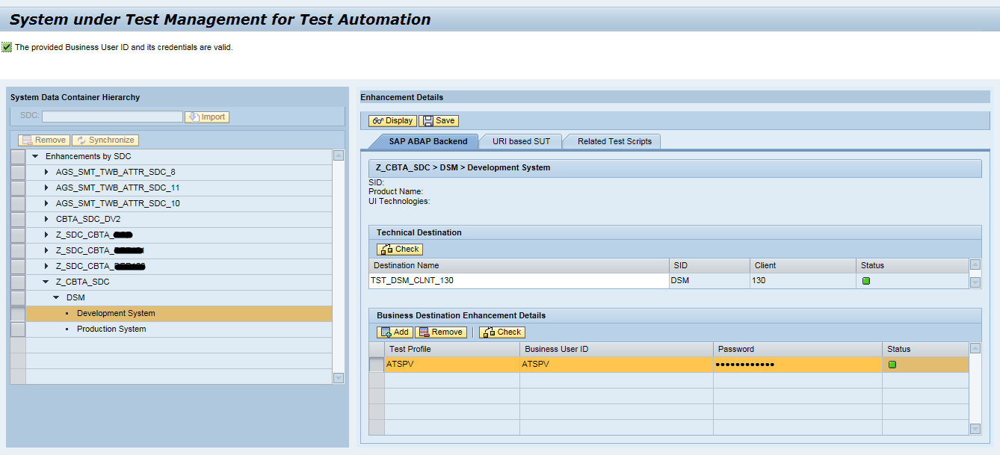 System under Test Management for Test Automation
The provided Business User ID and its credentials are valid.
System Data Container Hierarchy
SDC:
Import
Remove
Synchronize
Enhancements by SDC
AGS_SMT_TWB_ATTR_SDC_8
AGS_SMT_TWB_ATTR_SDC_11
AGS_SMT_TWB_ATTR_SDC_10
CBTA_SDC_DV2
Z_SDC_CBTA_
Z_SDC_CBTA_
Z_SDC_CBTA_
Z_CBTA_SDC
DSM
Development System
Production System
Enhancement Details
Display Save
SAP ABAP Backend URI based SUT Related Test Scripts
Z_CBTA_SDC > DSM > Development System
SID:
Product Name:
UI Technologies:
Technical Destination
Check
Destination Name SID Client Status
TST_DSM_CLNT_130 DSM 130
Business Destination Enhancement Details
Add Remove Check
Test Profile Business User ID Password Status
ATSPV ATSPV ••••••••••••